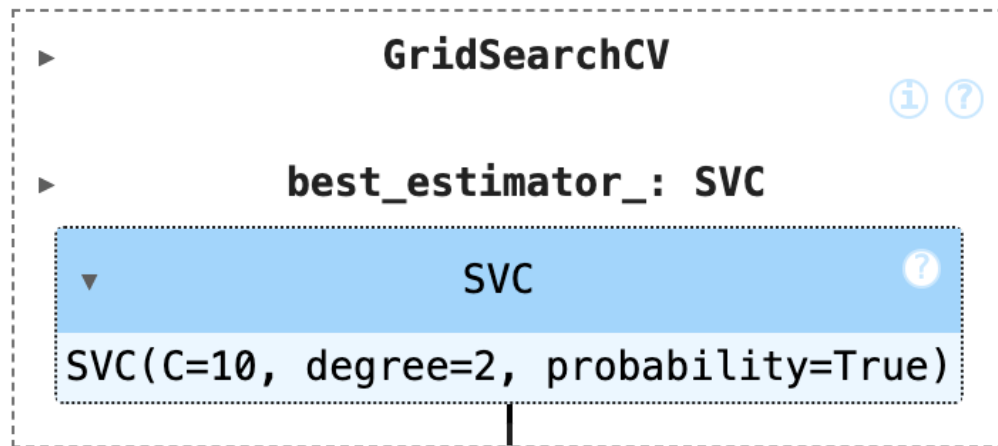 GridSearchCV
i ?
best_estimator_: SVC
SVC ?
SVC(C=10, degree=2, probability=True)